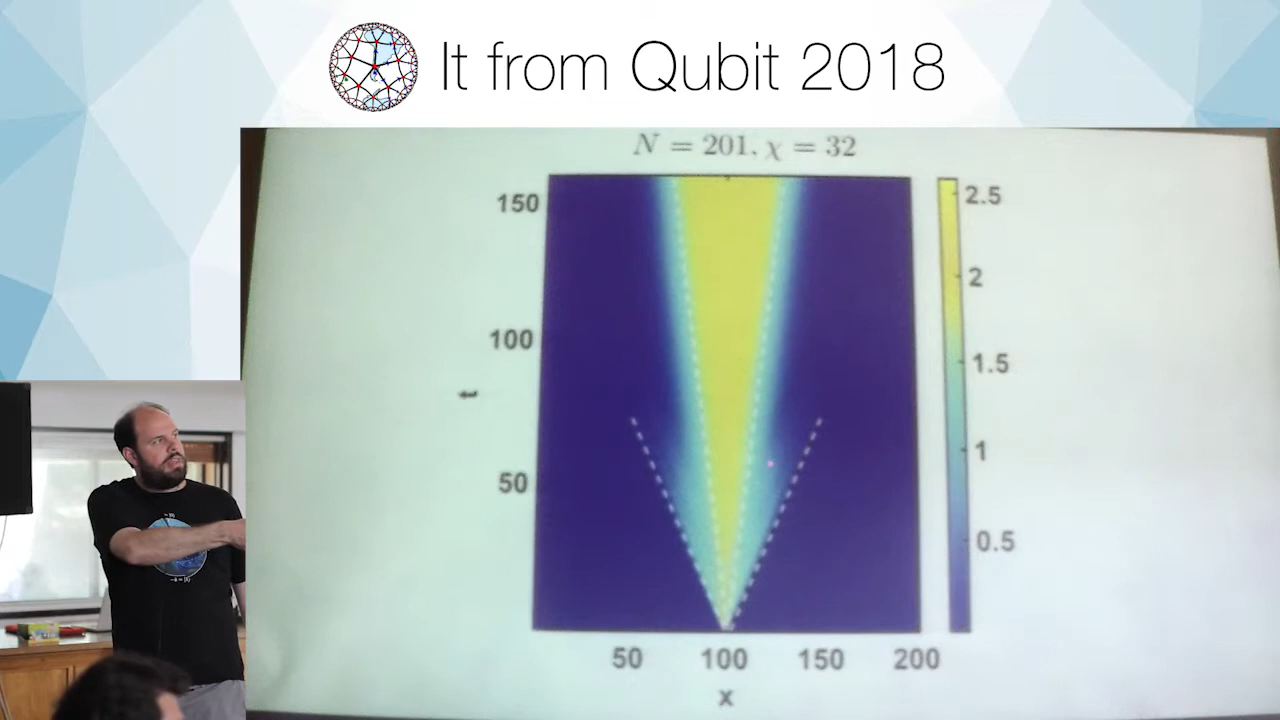 It from Qubit 2018
N = 201, χ = 32
150
100
50
t
50 100 150 200
x
2.5
2
1.5
1
0.5